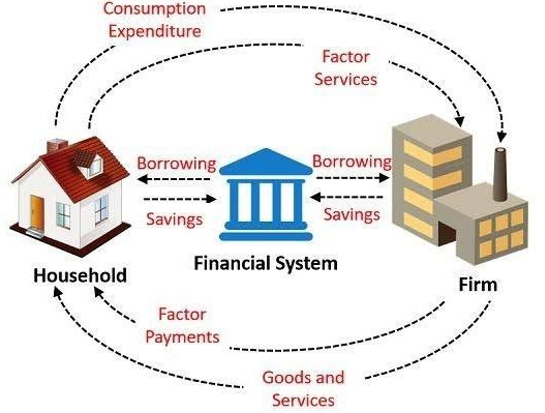 Consumption
Expenditure
Factor
Services
Borrowing
Borrowing
Savings
Savings
Household
Financial System
Firm
Factor
Payments
Goods and
Services